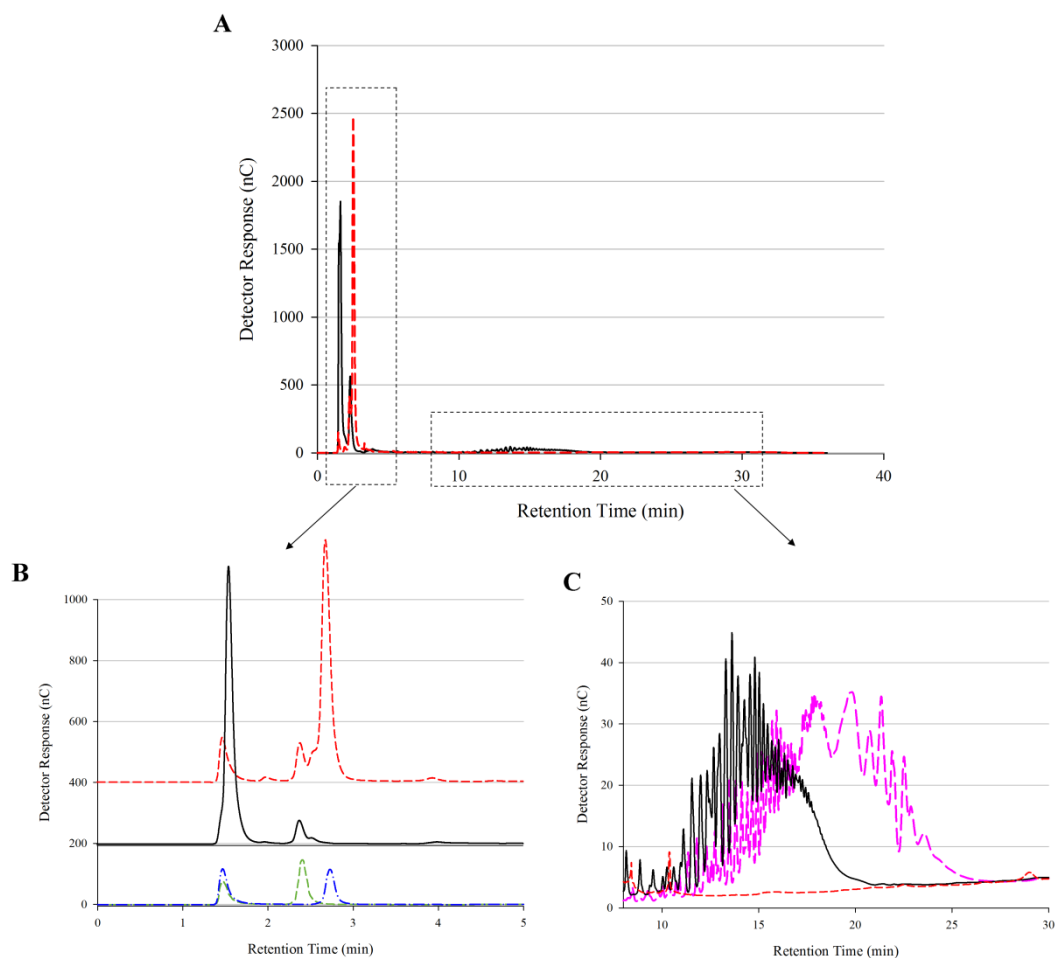 A
3000
2500
2000
1500
1000
500
0
Detector Response (nC)
0 10 20 30 40
Retention Time (min)
B
1000
800
600
400
200
0
Detector Response (nC)
0 1 2 3 4 5
Retention Time (min)
C
50
40
30
20
10
0
Detector Response (nC)
10 15 20 25 30
Retention Time (min)